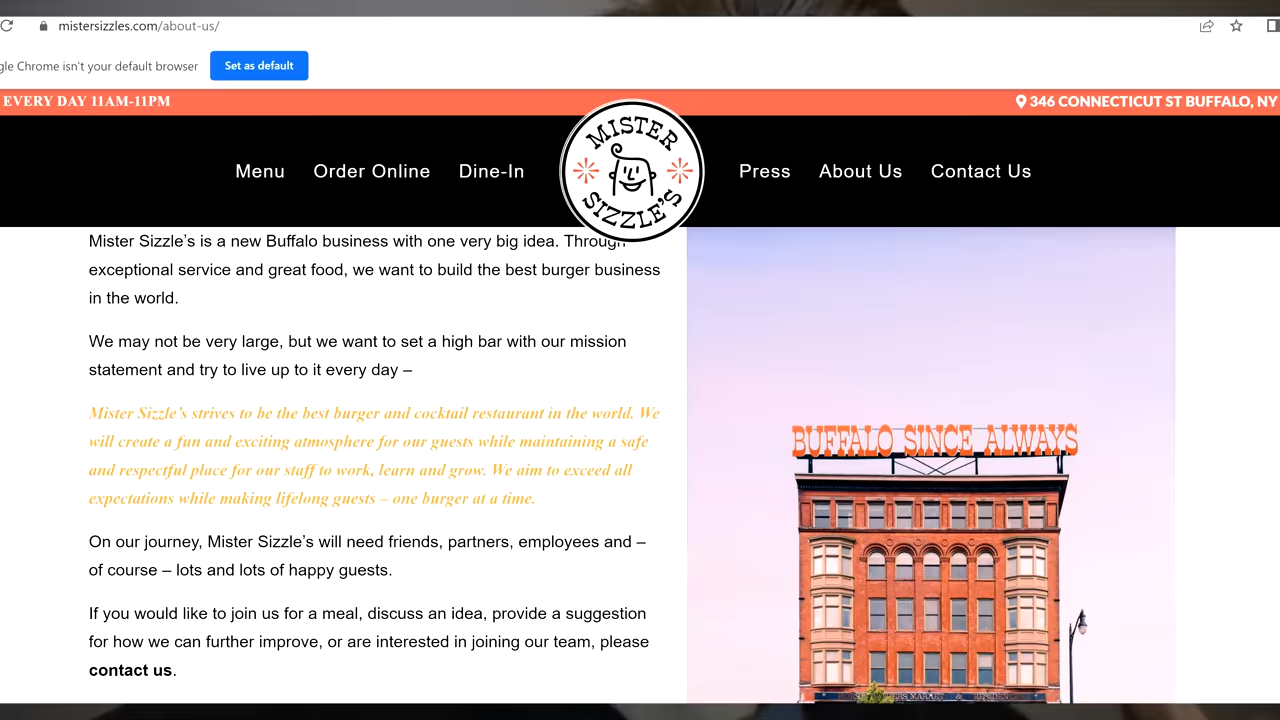 mistersizzles.com/about-us/
gle Chrome isn't your default browser
Set as default
EVERY DAY 11AM-11PM
346 CONNECTICUT ST BUFFALO, NY
Menu
Order Online
Dine-In
MISTER
SIZZLE'S
Press
About Us
Contact Us
Mister Sizzle’s is a new Buffalo business with one very big idea. Through
exceptional service and great food, we want to build the best burger business
in the world.
We may not be very large, but we want to set a high bar with our mission
statement and try to live up to it every day –
Mister Sizzle’s strives to be the best burger and cocktail restaurant in the world. We
will create a fun and exciting atmosphere for our guests while maintaining a safe
and respectful place for our staff to work, learn and grow. We aim to exceed all
expectations while making lifelong guests – one burger at a time.
On our journey, Mister Sizzle’s will need friends, partners, employees and –
of course – lots and lots of happy guests.
If you would like to join us for a meal, discuss an idea, provide a suggestion
for how we can further improve, or are interested in joining our team, please
contact us.
BUFFALO SINCE ALWAYS